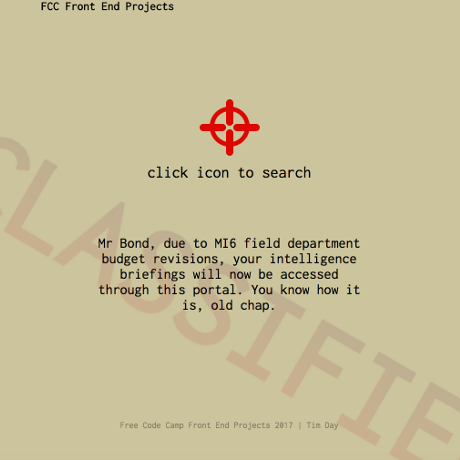 FCC Front End Projects
click icon to search
Mr Bond, due to MI6 field department
budget revisions, your intelligence
briefings will now be accessed
through this portal. You know how it
is, old chap.
CLASSIFIE
Free Code Camp Front End Projects 2017 | Tim Day